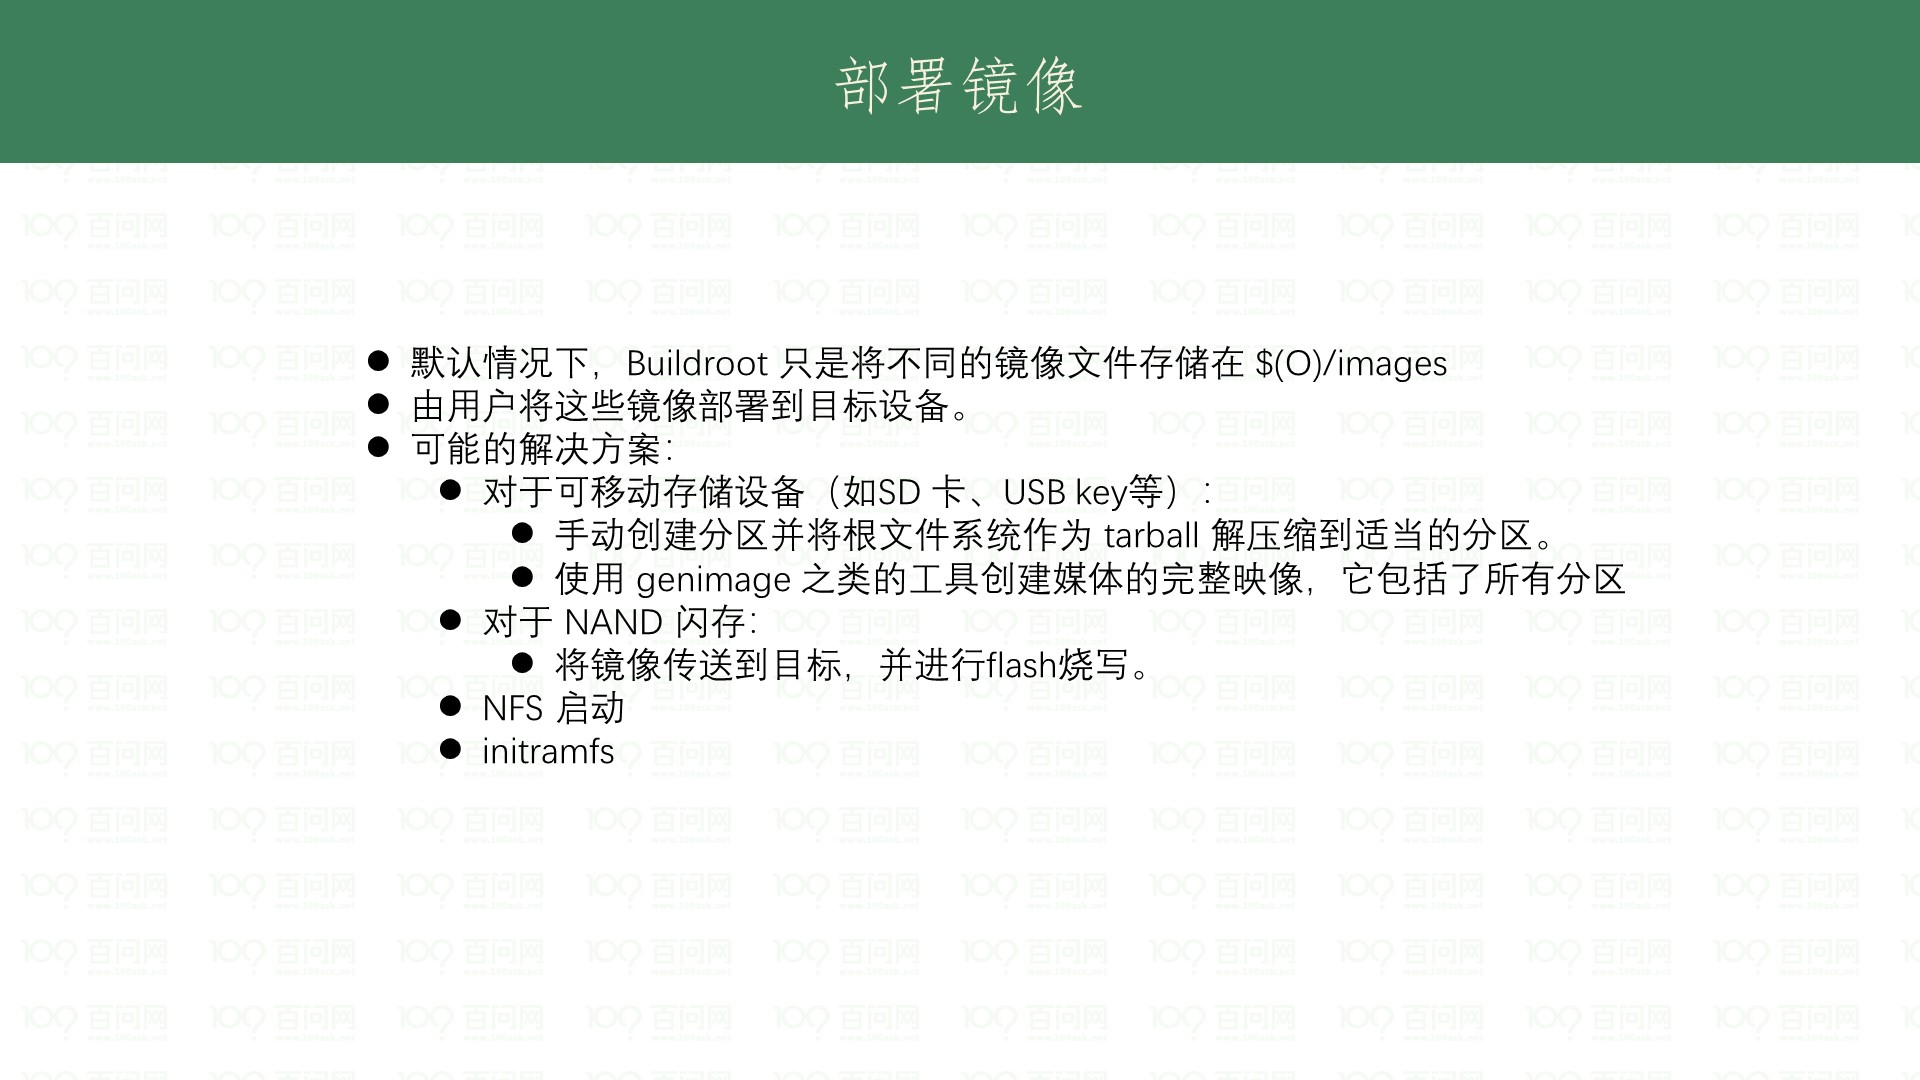 部署镜像
默认情况下，Buildroot 只是将不同的镜像文件存储在 $(O)/images
由用户将这些镜像部署到目标设备。
可能的解决方案：
对于可移动存储设备（如SD 卡、USB key等）：
手动创建分区并将根文件系统作为 tarball 解压缩到适当的分区。
使用 genimage 之类的工具创建媒体的完整映像，它包括了所有分区
对于 NAND 闪存：
将镜像传送到目标，并进行flash烧写。
NFS 启动
initramfs